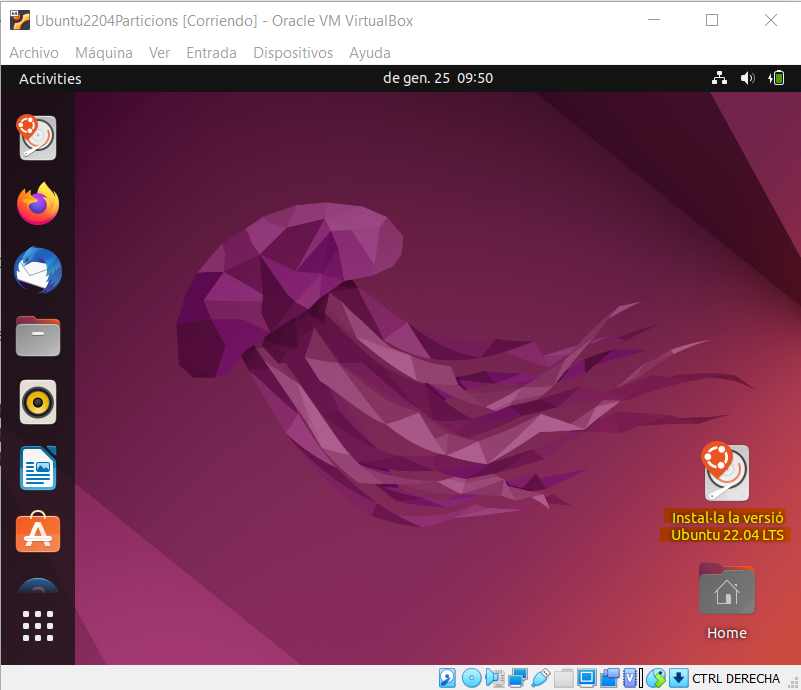 Ubuntu2204Particions [Corriendo] - Oracle VM VirtualBox
Archivo Máquina Ver Entrada Dispositivos Ayuda
Activities de gen. 25 09:50
Instal·la la versió
Ubuntu 22.04 LTS
Home
CTRL DERECHA